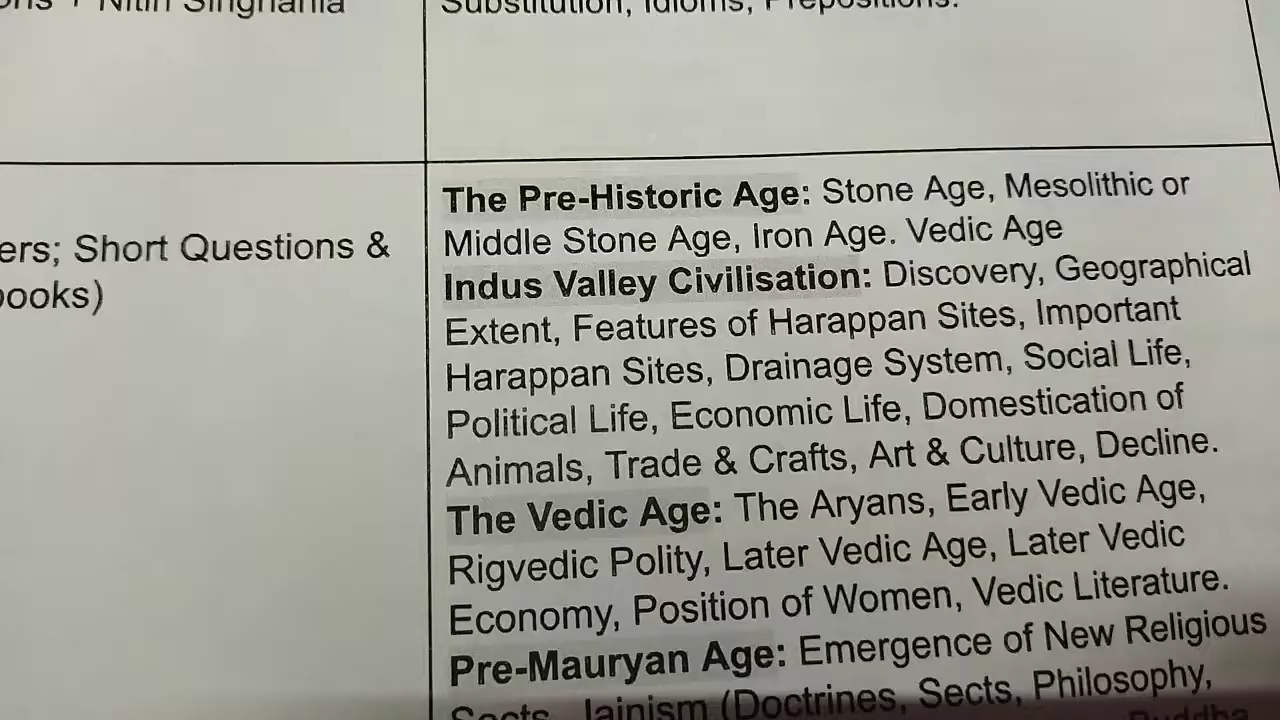 Nitin Singhania
Substitution, Idioms, Prepositions.
ers; Short Questions &
books)
The Pre-Historic Age: Stone Age, Mesolithic or
Middle Stone Age, Iron Age. Vedic Age
Indus Valley Civilisation: Discovery, Geographical
Extent, Features of Harappan Sites, Important
Harappan Sites, Drainage System, Social Life,
Political Life, Economic Life, Domestication of
Animals, Trade & Crafts, Art & Culture, Decline.
The Vedic Age: The Aryans, Early Vedic Age,
Rigvedic Polity, Later Vedic Age, Later Vedic
Economy, Position of Women, Vedic Literature.
Pre-Mauryan Age: Emergence of New Religious
Sects, Jainism (Doctrines, Sects, Philosophy,
Buddha